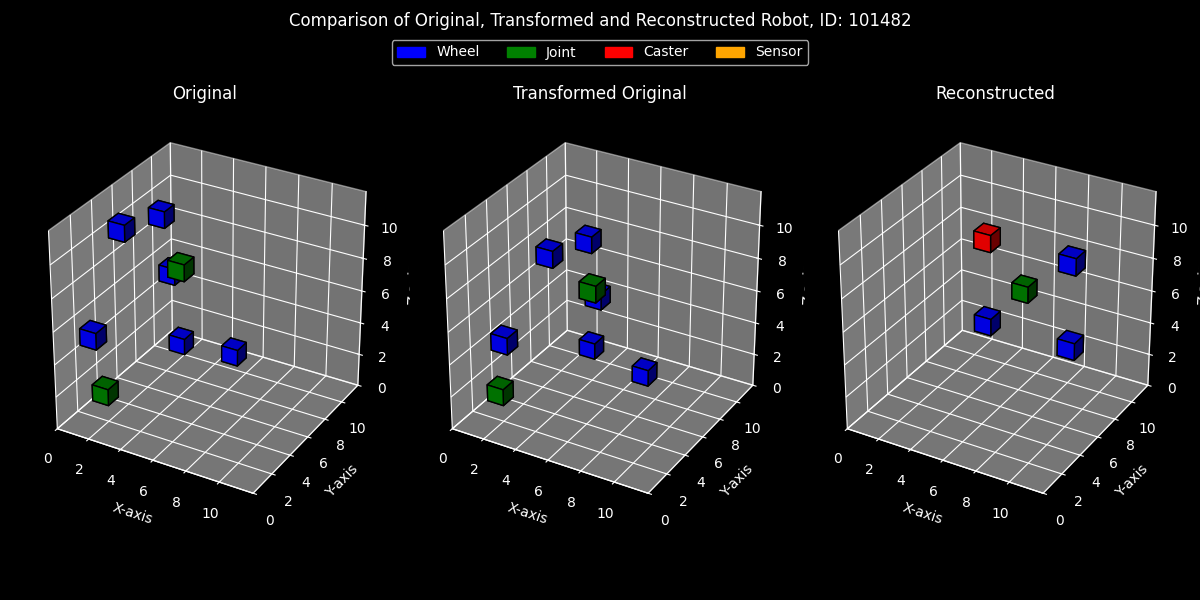 Comparison of Original, Transformed and Reconstructed Robot, ID: 101482
Wheel Joint Caster Sensor
Original Transformed Original Reconstructed
10 10 10
8 8 8
6 6 6
4 4 4
2 2 2
0 0 0
0 2 4 6 8 10
X-axis
0 2 4 6 8 10
Y-axis
0 2 4 6 8 10
X-axis
0 2 4 6 8 10
Y-axis
0 2 4 6 8 10
X-axis
0 2 4 6 8 10
Y-axis